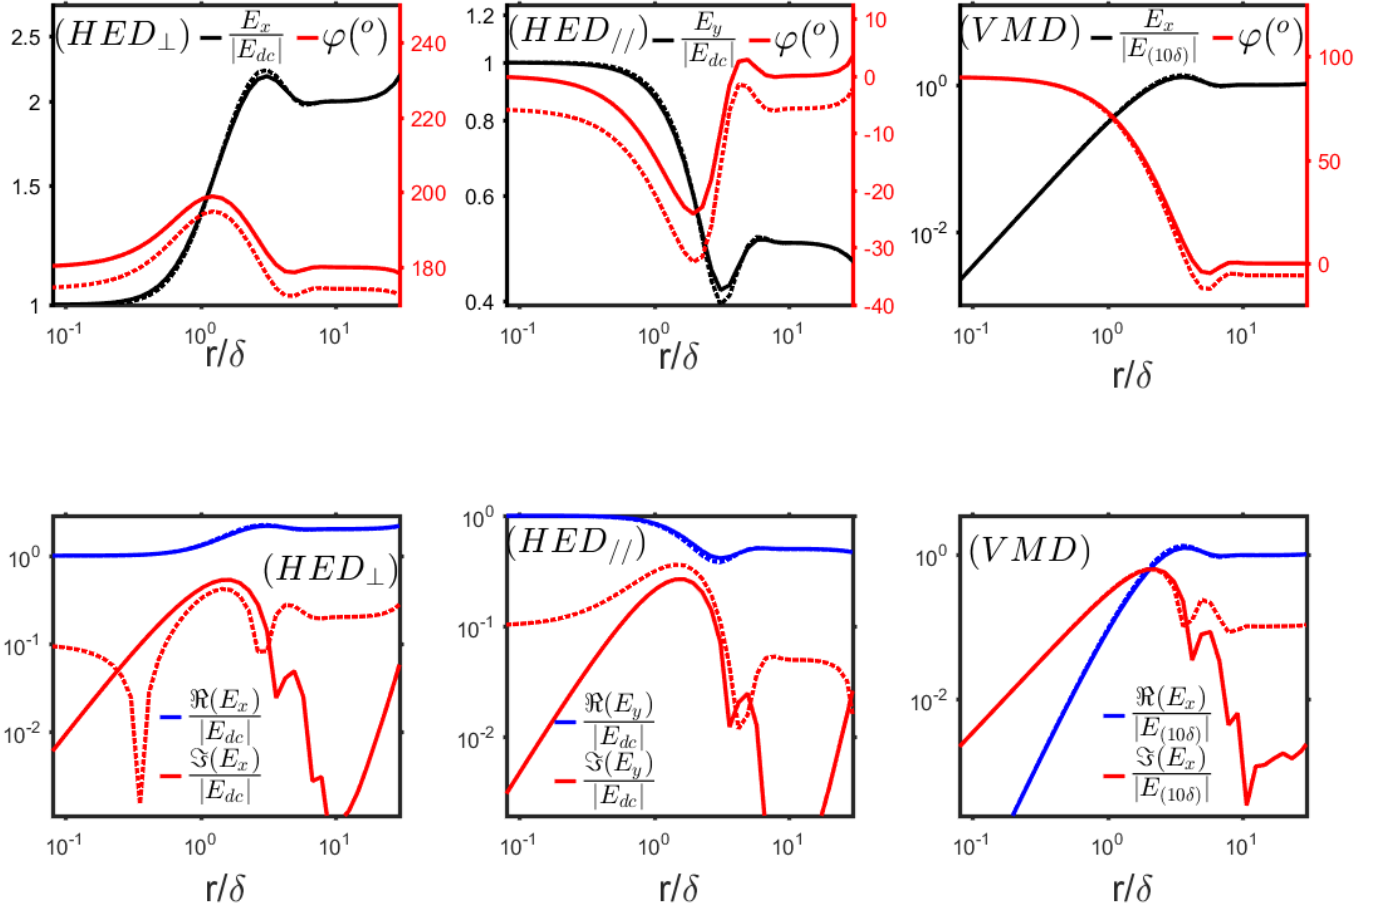 (HED⊥) E_x/|E_dc| φ(°)
2.5
2
1.5
1
240
220
200
180
10^-1 10^0 10^1
r/δ
(HED_//) E_y/|E_dc| φ(°)
1.2
1
0.8
0.6
0.4
10
0
-10
-20
-30
-40
10^-1 10^0 10^1
r/δ
(VMD) E_x/|E_(10δ)| φ(°)
10^0
10^-2
100
50
0
10^-1 10^0 10^1
r/δ
(HED⊥)
10^0
10^-1
10^-2
ℜ(E_x)/|E_dc|
ℑ(E_x)/|E_dc|
10^-1 10^0 10^1
r/δ
(HED_//)
10^0
10^-1
10^-2
ℜ(E_y)/|E_dc|
ℑ(E_y)/|E_dc|
10^-1 10^0 10^1
r/δ
(VMD)
10^0
10^-2
ℜ(E_x)/|E_(10δ)|
ℑ(E_x)/|E_(10δ)|
10^-1 10^0 10^1
r/δ